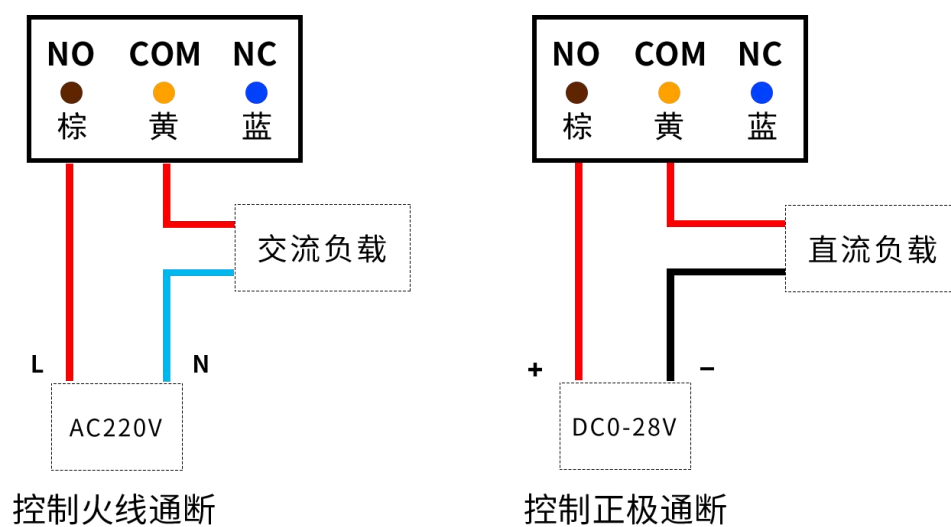 NO COM NC
棕 黄 蓝
交流负载
L N
AC220V
控制火线通断
NO COM NC
棕 黄 蓝
直流负载
+ −
DC0-28V
控制正极通断